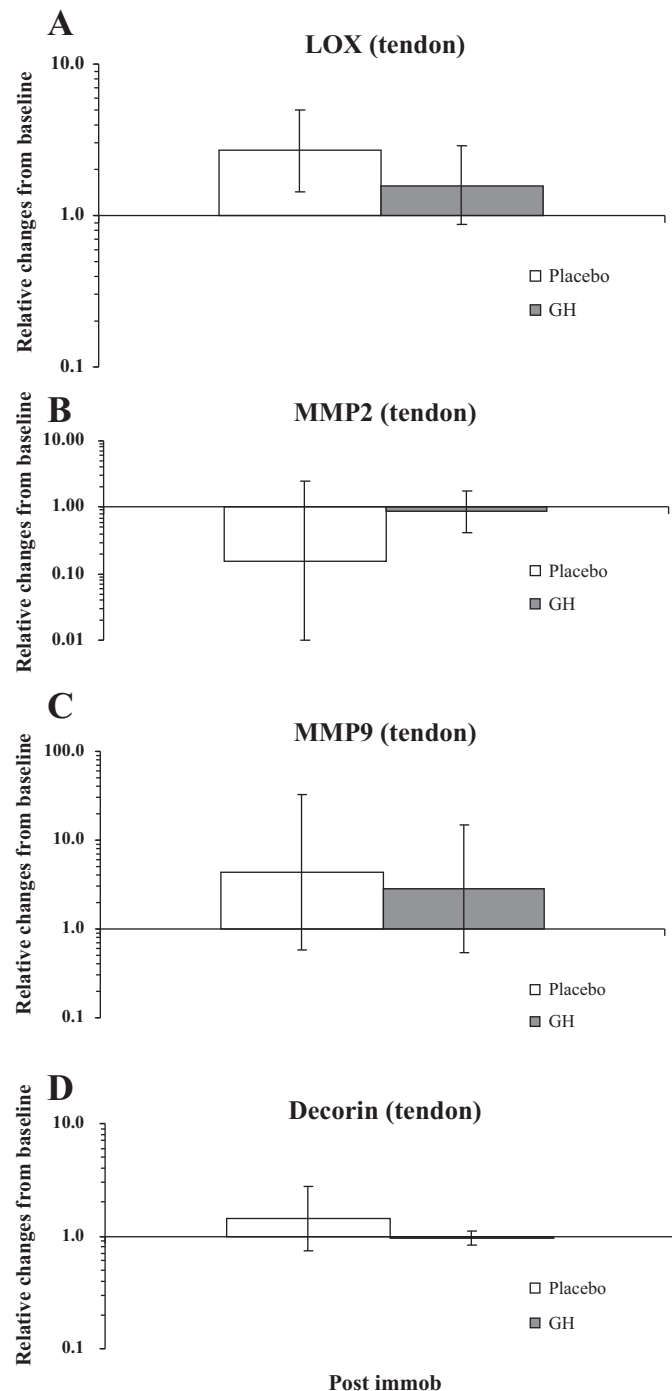 A
LOX (tendon)
Relative changes from baseline
10.0
1.0
0.1
Placebo
GH
B
MMP2 (tendon)
Relative changes from baseline
10.00
1.00
0.10
0.01
Placebo
GH
C
MMP9 (tendon)
Relative changes from baseline
100.0
10.0
1.0
0.1
Placebo
GH
D
Decorin (tendon)
Relative changes from baseline
10.0
1.0
0.1
Placebo
GH
Post immob